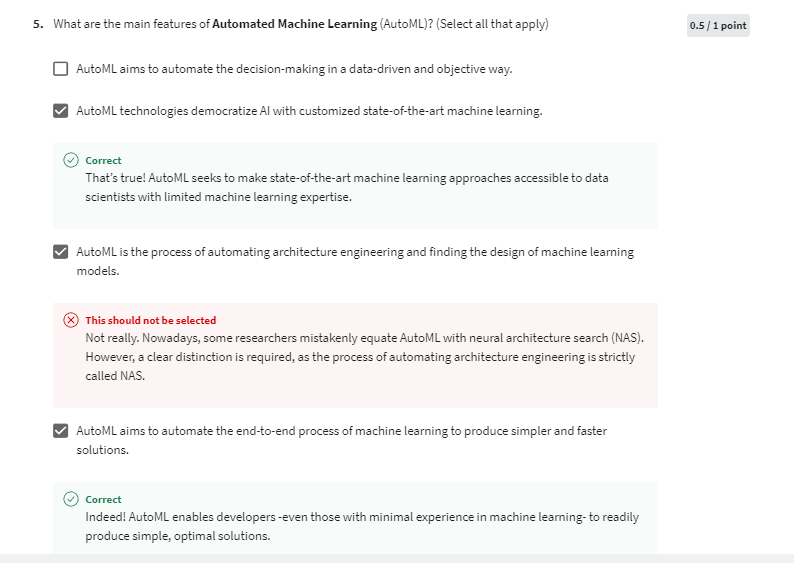 5. What are the main features of Automated Machine Learning (AutoML)? (Select all that apply)
0.5 / 1 point
AutoML aims to automate the decision-making in a data-driven and objective way.
AutoML technologies democratize AI with customized state-of-the-art machine learning.
Correct
That's true! AutoML seeks to make state-of-the-art machine learning approaches accessible to data
scientists with limited machine learning expertise.
AutoML is the process of automating architecture engineering and finding the design of machine learning
models.
This should not be selected
Not really. Nowadays, some researchers mistakenly equate AutoML with neural architecture search (NAS).
However, a clear distinction is required, as the process of automating architecture engineering is strictly
called NAS.
AutoML aims to automate the end-to-end process of machine learning to produce simpler and faster
solutions.
Correct
Indeed! AutoML enables developers -even those with minimal experience in machine learning- to readily
produce simple, optimal solutions.